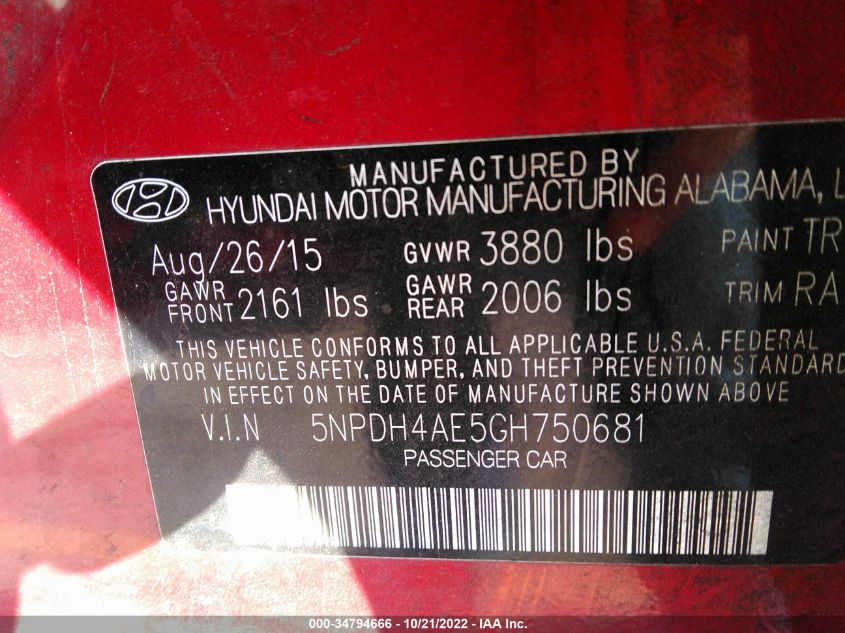 MANUFACTURED BY
HYUNDAI MOTOR MANUFACTURING ALABAMA, L
Aug/26/15 GVWR 3880 lbs PAINT TR
GAWR FRONT 2161 lbs GAWR REAR 2006 lbs TRIM RA
THIS VEHICLE CONFORMS TO ALL APPLICABLE U.S.A. FEDERAL
MOTOR VEHICLE SAFETY, BUMPER, AND THEFT PREVENTION STANDARD
IN EFFECT ON THE DATE OF MANUFACTURE SHOWN ABOVE
V.I.N 5NPDH4AE5GH750681
PASSENGER CAR
000-34794666 - 10/21/2022 - IAA Inc.